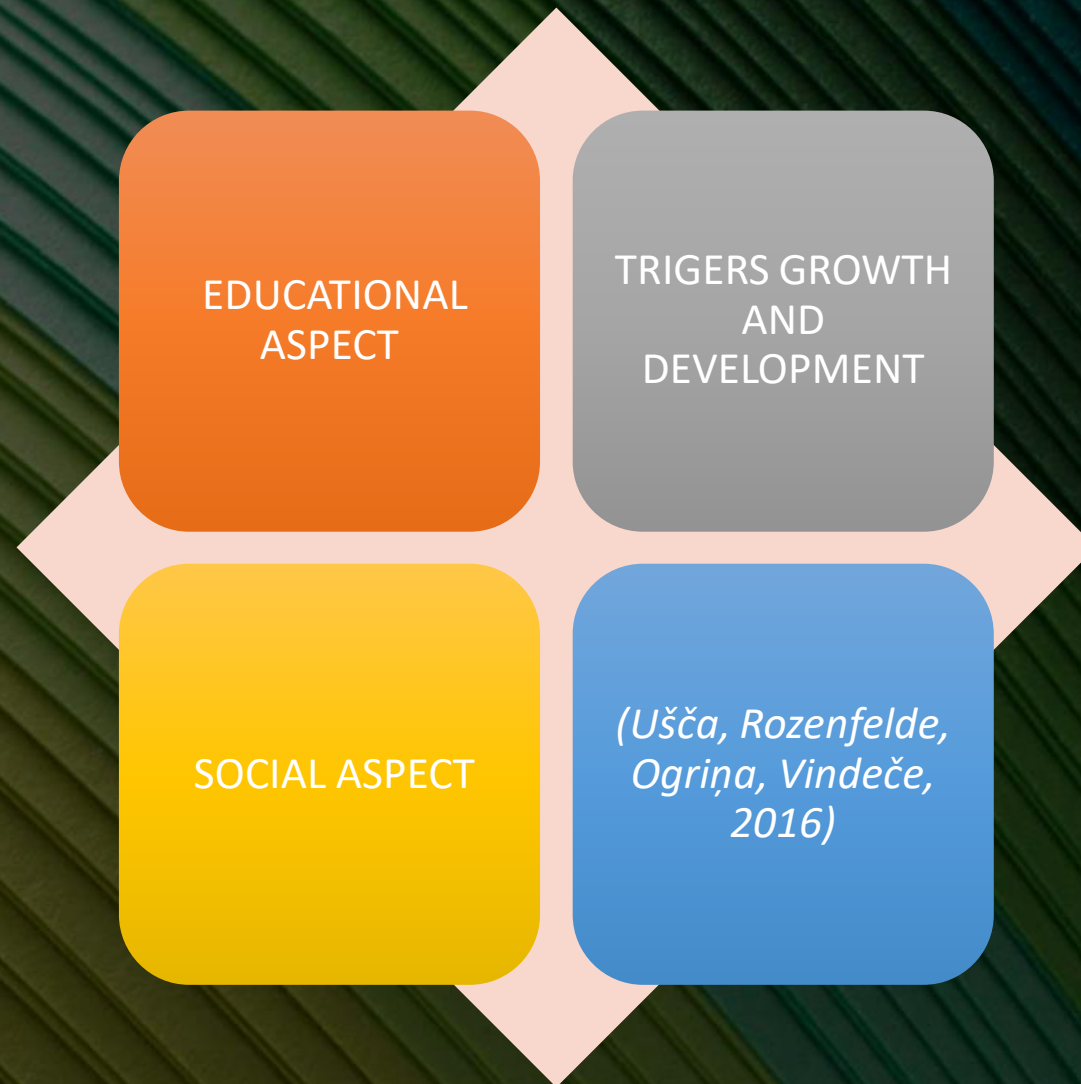 EDUCATIONAL
ASPECT
TRIGERS GROWTH
AND
DEVELOPMENT
SOCIAL ASPECT
(Ušča, Rozenfelde,
Ogriņa, Vindeče,
2016)